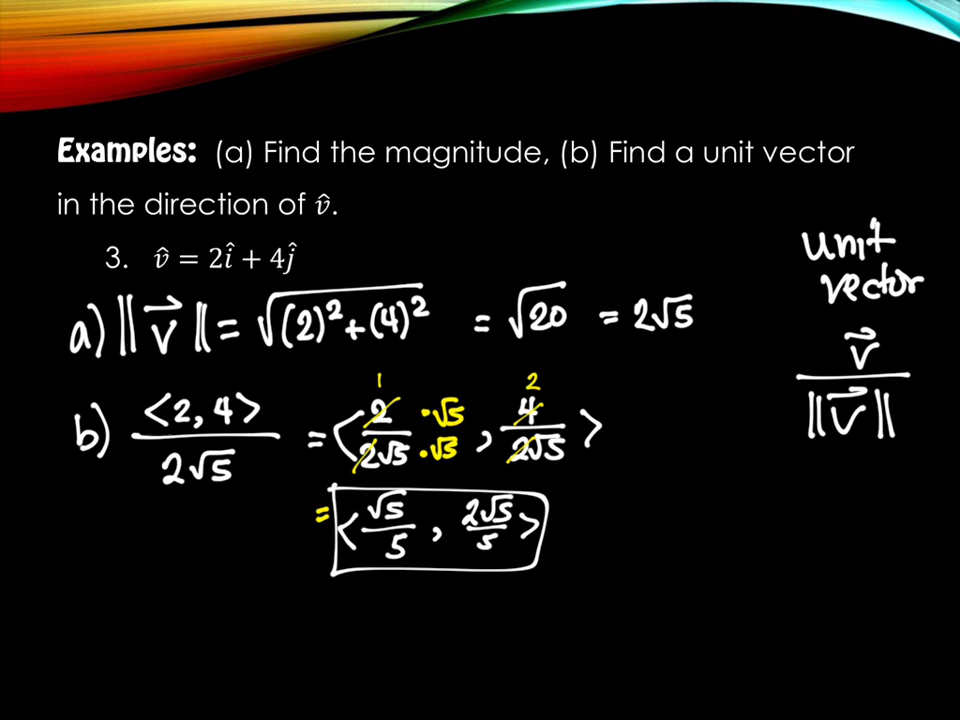 Examples: (a) Find the magnitude, (b) Find a unit vector
in the direction of v̂.
3. v̂ = 2î + 4ĵ
unit
vector
v⃗ / ||v⃗||
a) ||v⃗|| = √((2)²+(4)²) = √20 = 2√5
b) <2, 4> / 2√5 = <2/2√5 · √5/·√5, 4/2√5> 1 2
= <√5/5, 2√5/5>